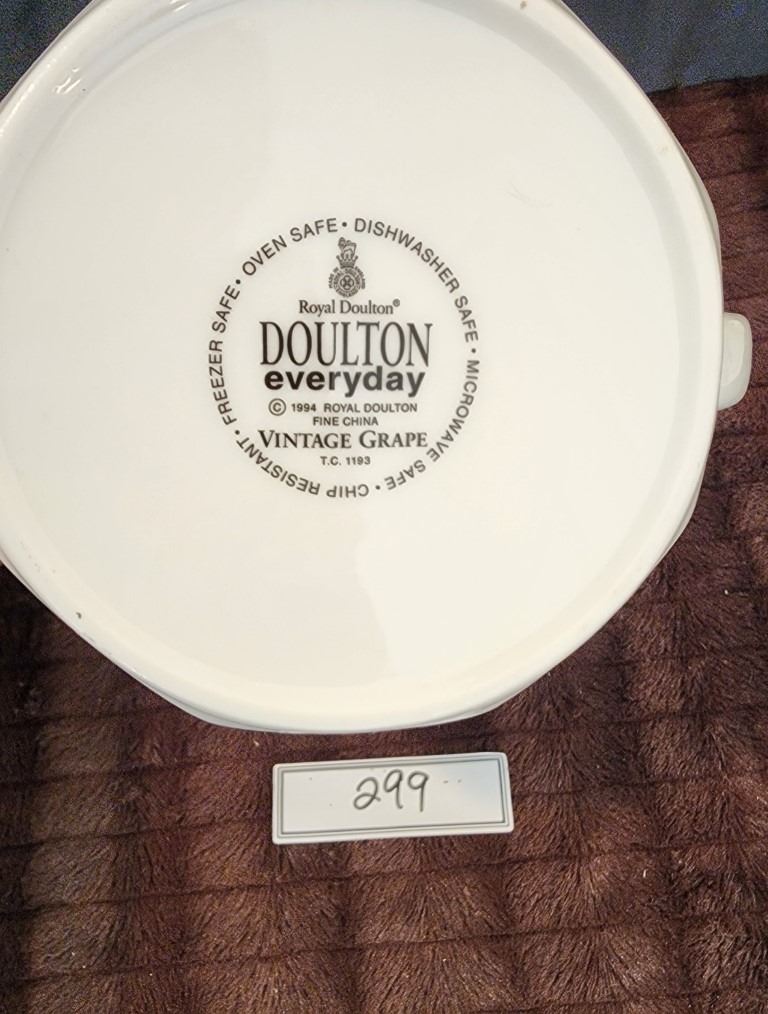 FREEZER SAFE • OVEN SAFE • DISHWASHER SAFE • MICROWAVE SAFE • CHIP RESISTANT •
Royal Doulton®
DOULTON
everyday
© 1994 ROYAL DOULTON
FINE CHINA
VINTAGE GRAPE
T.C. 1193
299